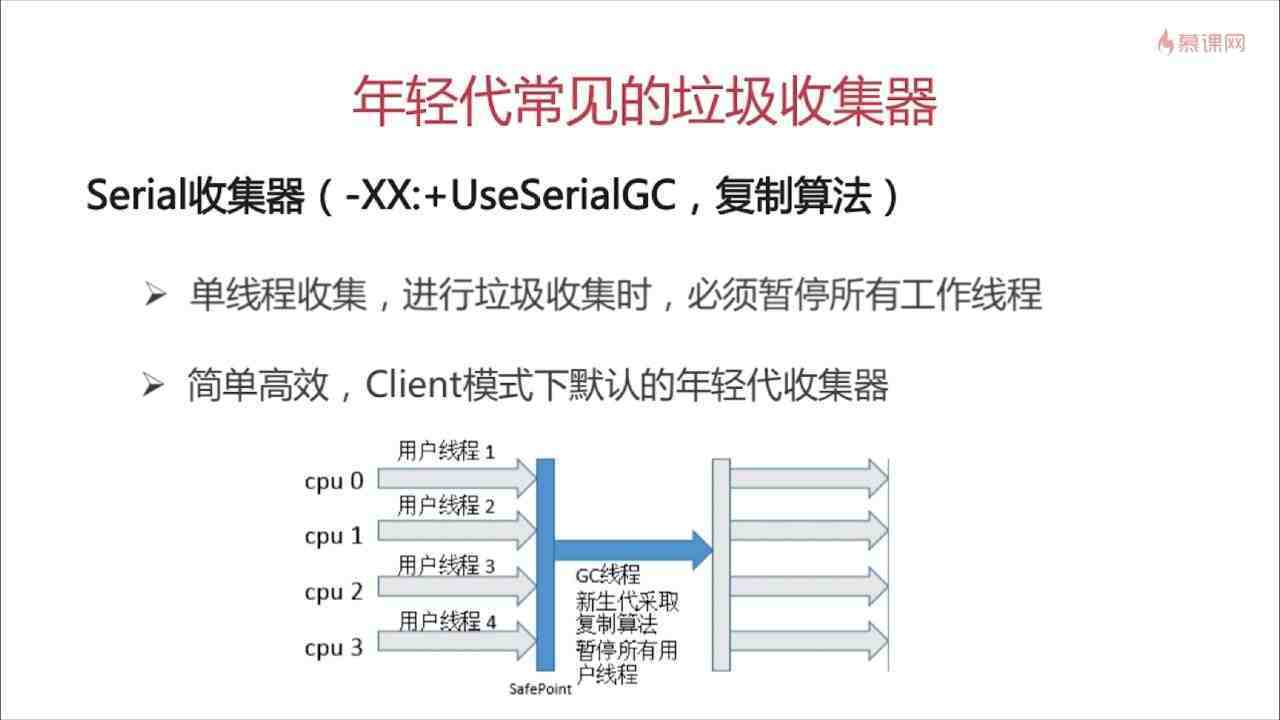 慕课网
年轻代常见的垃圾收集器
Serial收集器（-XX:+UseSerialGC，复制算法）
单线程收集，进行垃圾收集时，必须暂停所有工作线程
简单高效，Client模式下默认的年轻代收集器
用户线程 1
cpu 0
用户线程 2
cpu 1
用户线程 3
cpu 2
用户线程 4
cpu 3
GC线程
新生代采取
复制算法
暂停所有用
户线程
SafePoint